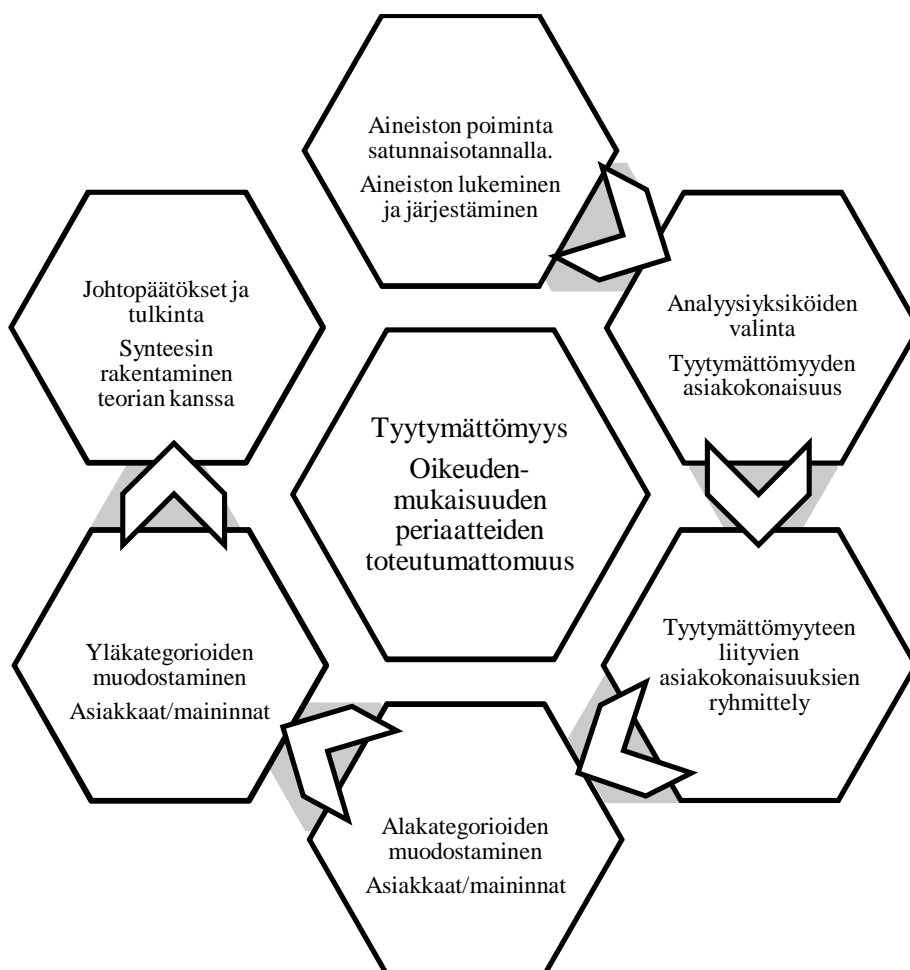 Aineiston poiminta
satunnaisotannalla.
Aineiston lukeminen
ja järjestäminen
Analyysiyksiköiden
valinta
Tyytymättömyyden
asiakokonaisuus
Tyytymättömyyteen
liityvien
asiakokonaisuuksien
ryhmittely
Alakategorioiden
muodostaminen
Asiakkaat/maininnat
Yläkategorioiden
muodostaminen
Asiakkaat/maininnat
Johtopäätökset ja
tulkinta
Synteesin
rakentaminen
teorian kanssa
Tyytymättömyys
Oikeuden-
mukaisuuden
periaatteiden
toteutumattomuus